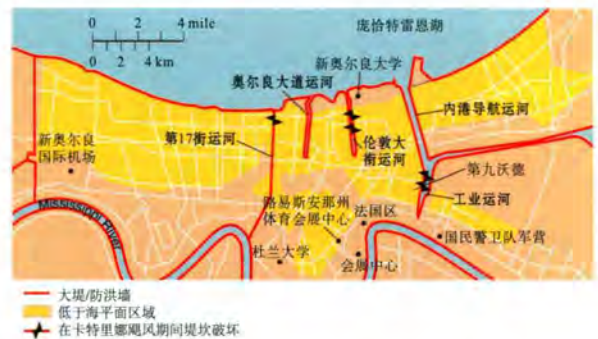 0 2 4 mile
0 2 4 km
庞恰特雷恩湖
新奥尔良大学
奥尔良大道运河
内港导航运河
第17街运河
伦敦大
街运河
新奥尔良
国际机场
第九沃德
工业运河
路易斯安那州
体育会展中心
法国区
Mississippi River
杜兰大学
会展中心
国民警卫队军营
大堤/防洪墙
低于海平面区域
在卡特里娜飓风期间堤坎破坏